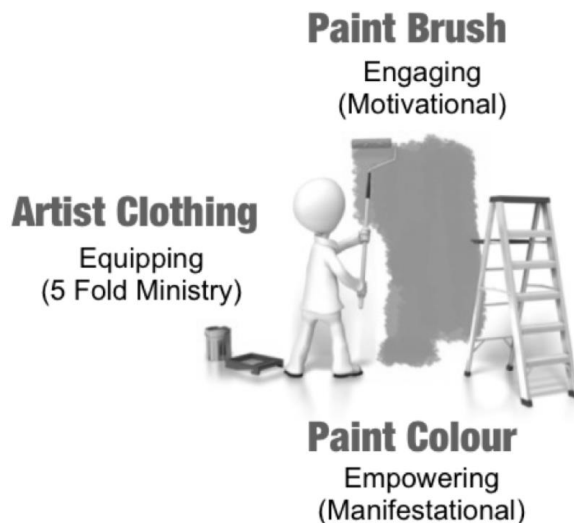 Paint Brush
Engaging
(Motivational)
Artist Clothing
Equipping
(5 Fold Ministry)
Paint Colour
Empowering
(Manifestational)